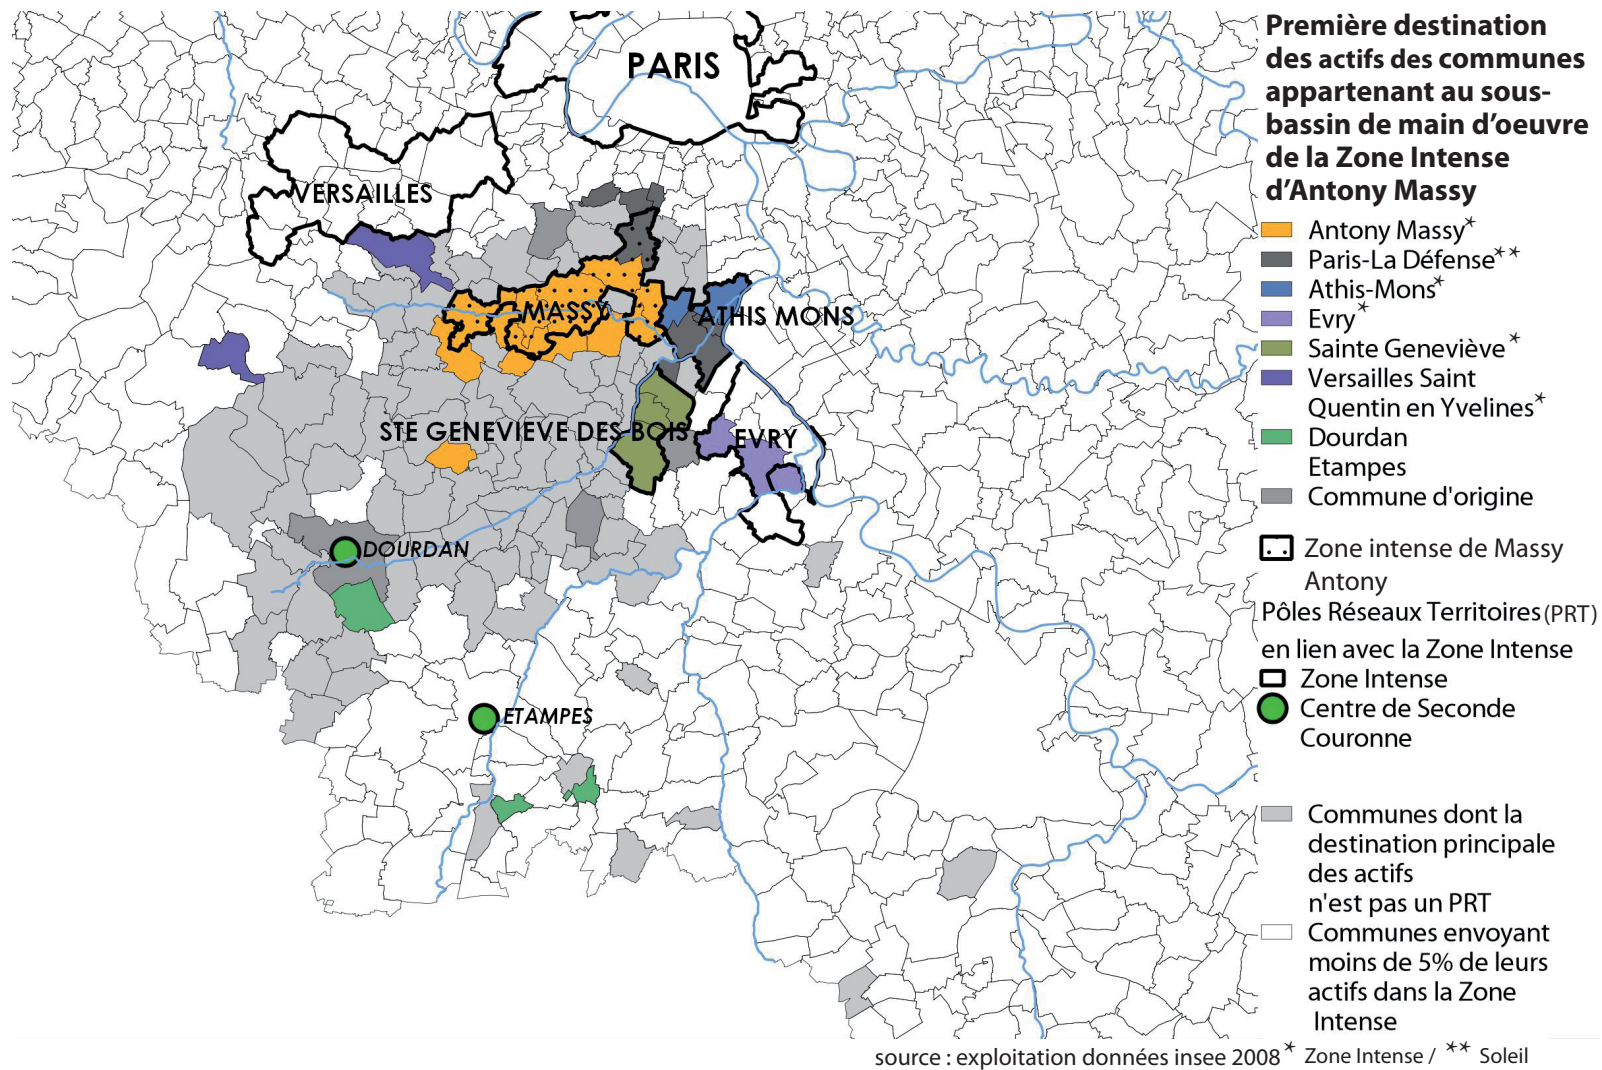 PARIS
VERSAILLES
MASSY
ATHIS MONS
STE GENEVIEVE DES BOIS
EVRY
DOURDAN
ETAMPES
Première destination
des actifs des communes
appartenant au sous-
bassin de main d'oeuvre
de la Zone Intense
d'Antony Massy
Antony Massy*
Paris-La Défense**
Athis-Mons*
Evry*
Sainte Geneviève*
Versailles Saint
Quentin en Yvelines*
Dourdan
Etampes
Commune d'origine
Zone intense de Massy
Antony
Pôles Réseaux Territoires (PRT)
en lien avec la Zone Intense
Zone Intense
Centre de Seconde
Couronne
Communes dont la
destination principale
des actifs
n'est pas un PRT
Communes envoyant
moins de 5% de leurs
actifs dans la Zone
Intense
source : exploitation données insee 2008 * Zone Intense / ** Soleil